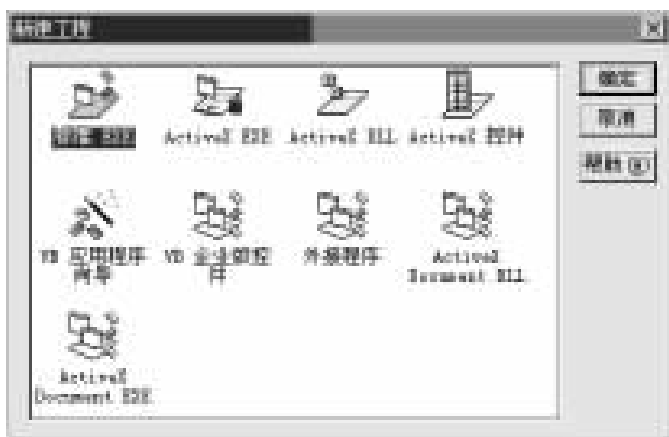 新建工程
标准 EXE
ActiveX EXE
ActiveX DLL
ActiveX 控件
VB 应用程序
向导
VB 企业版控
件
外接程序
ActiveX
Document DLL
ActiveX
Document EXE
确定
取消
帮助(H)